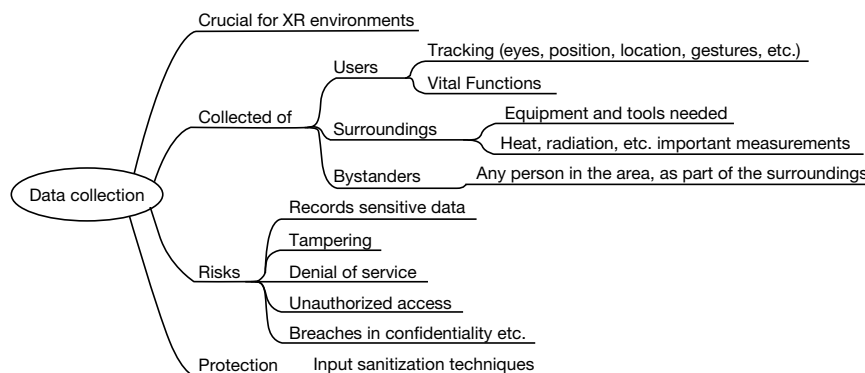 Data collection
Crucial for XR environments
Collected of
Users
Tracking (eyes, position, location, gestures, etc.)
Vital Functions
Surroundings
Equipment and tools needed
Heat, radiation, etc. important measurements
Bystanders
Any person in the area, as part of the surroundings
Risks
Records sensitive data
Tampering
Denial of service
Unauthorized access
Breaches in confidentiality etc.
Protection
Input sanitization techniques